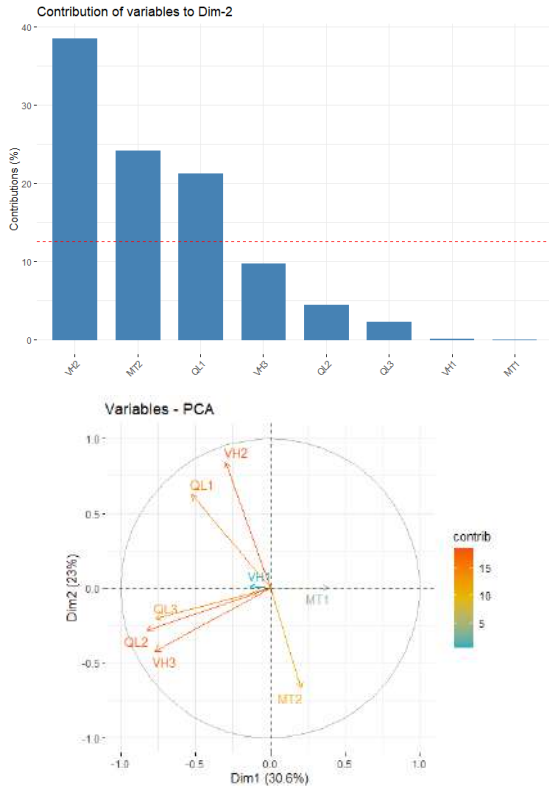 Contribution of variables to Dim-2
40
30
20
10
0
Contributions (%)
VH2 MT2 QL1 VH3 QL2 QL3 VH1 MT1
Variables - PCA
1.0
0.5
0.0
-0.5
-1.0
Dim2 (23%)
VH2
QL1
VH1
MT1
QL3
QL2
VH3
MT2
-1.0 -0.5 0.0 0.5 1.0
Dim1 (30.6%)
contrib
15
10
5